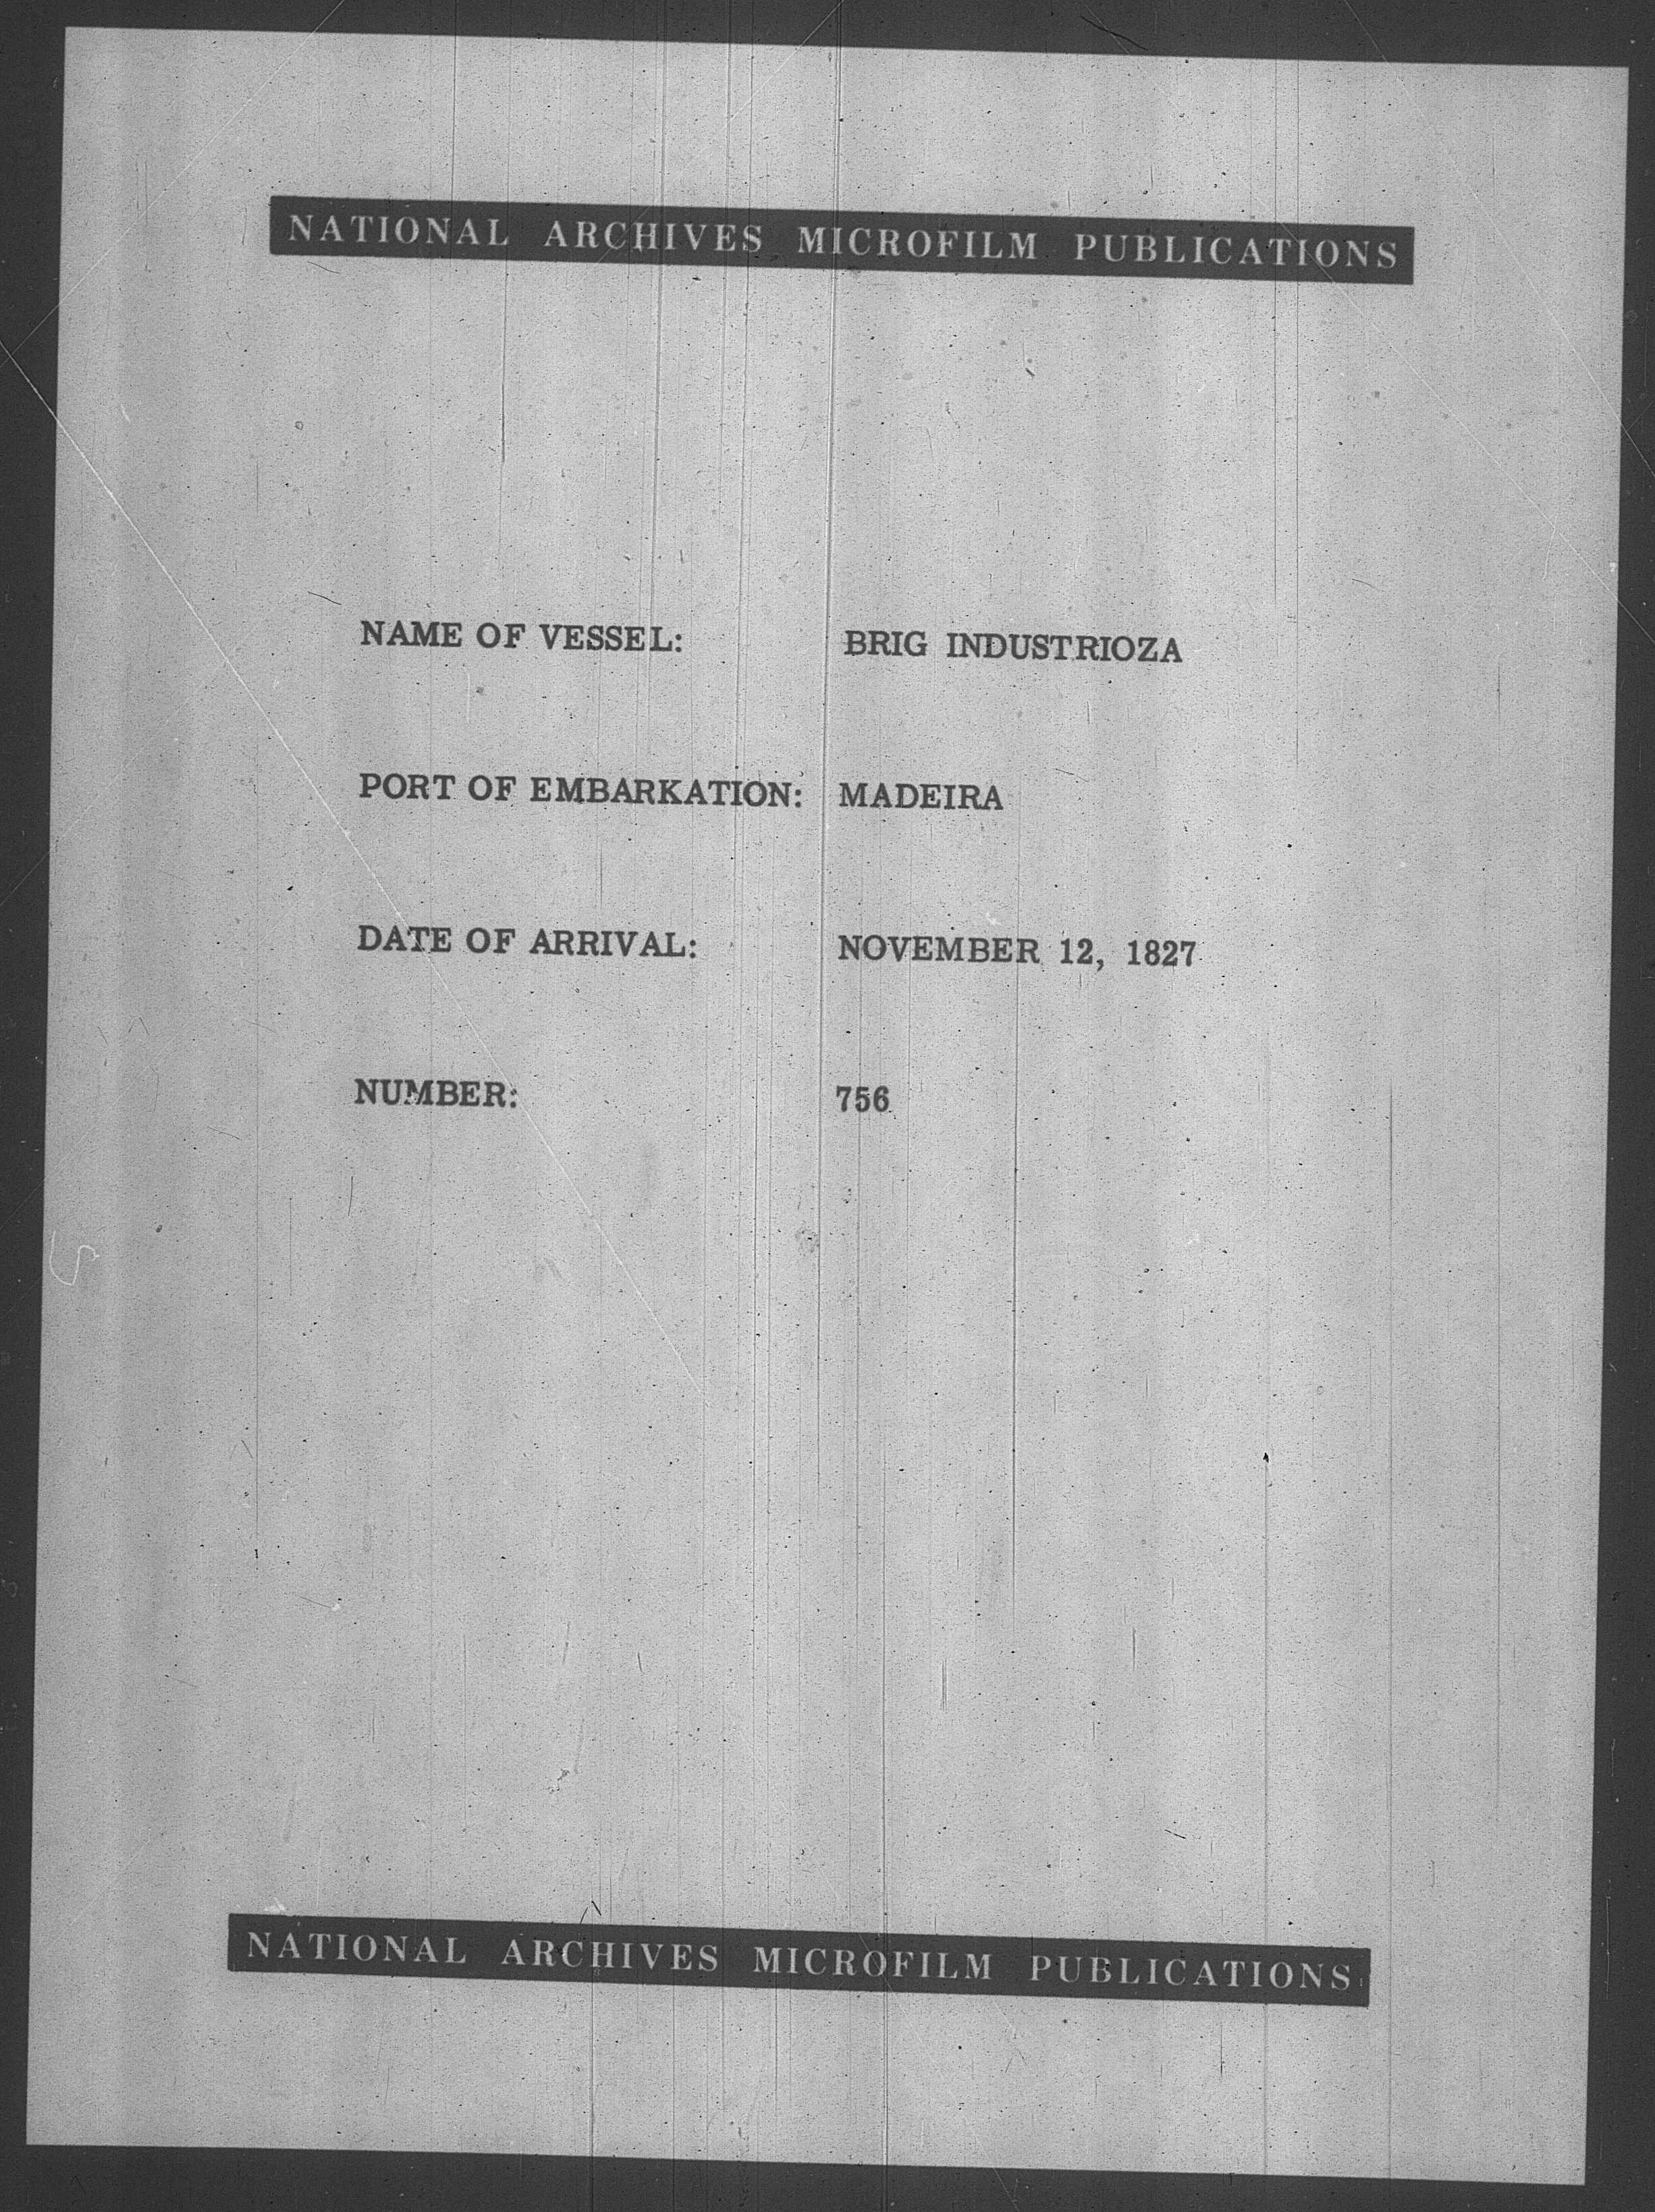 NATIONAL ARCHIVES MICROFILM PUBLICATIONS
NAME OF VESSEL: BRIG INDUSTRIOZA
PORT OF EMBARKATION: MADEIRA
DATE OF ARRIVAL: NOVEMBER 12, 1827
NUMBER: 756
NATIONAL ARCHIVES MICROFILM PUBLICATIONS